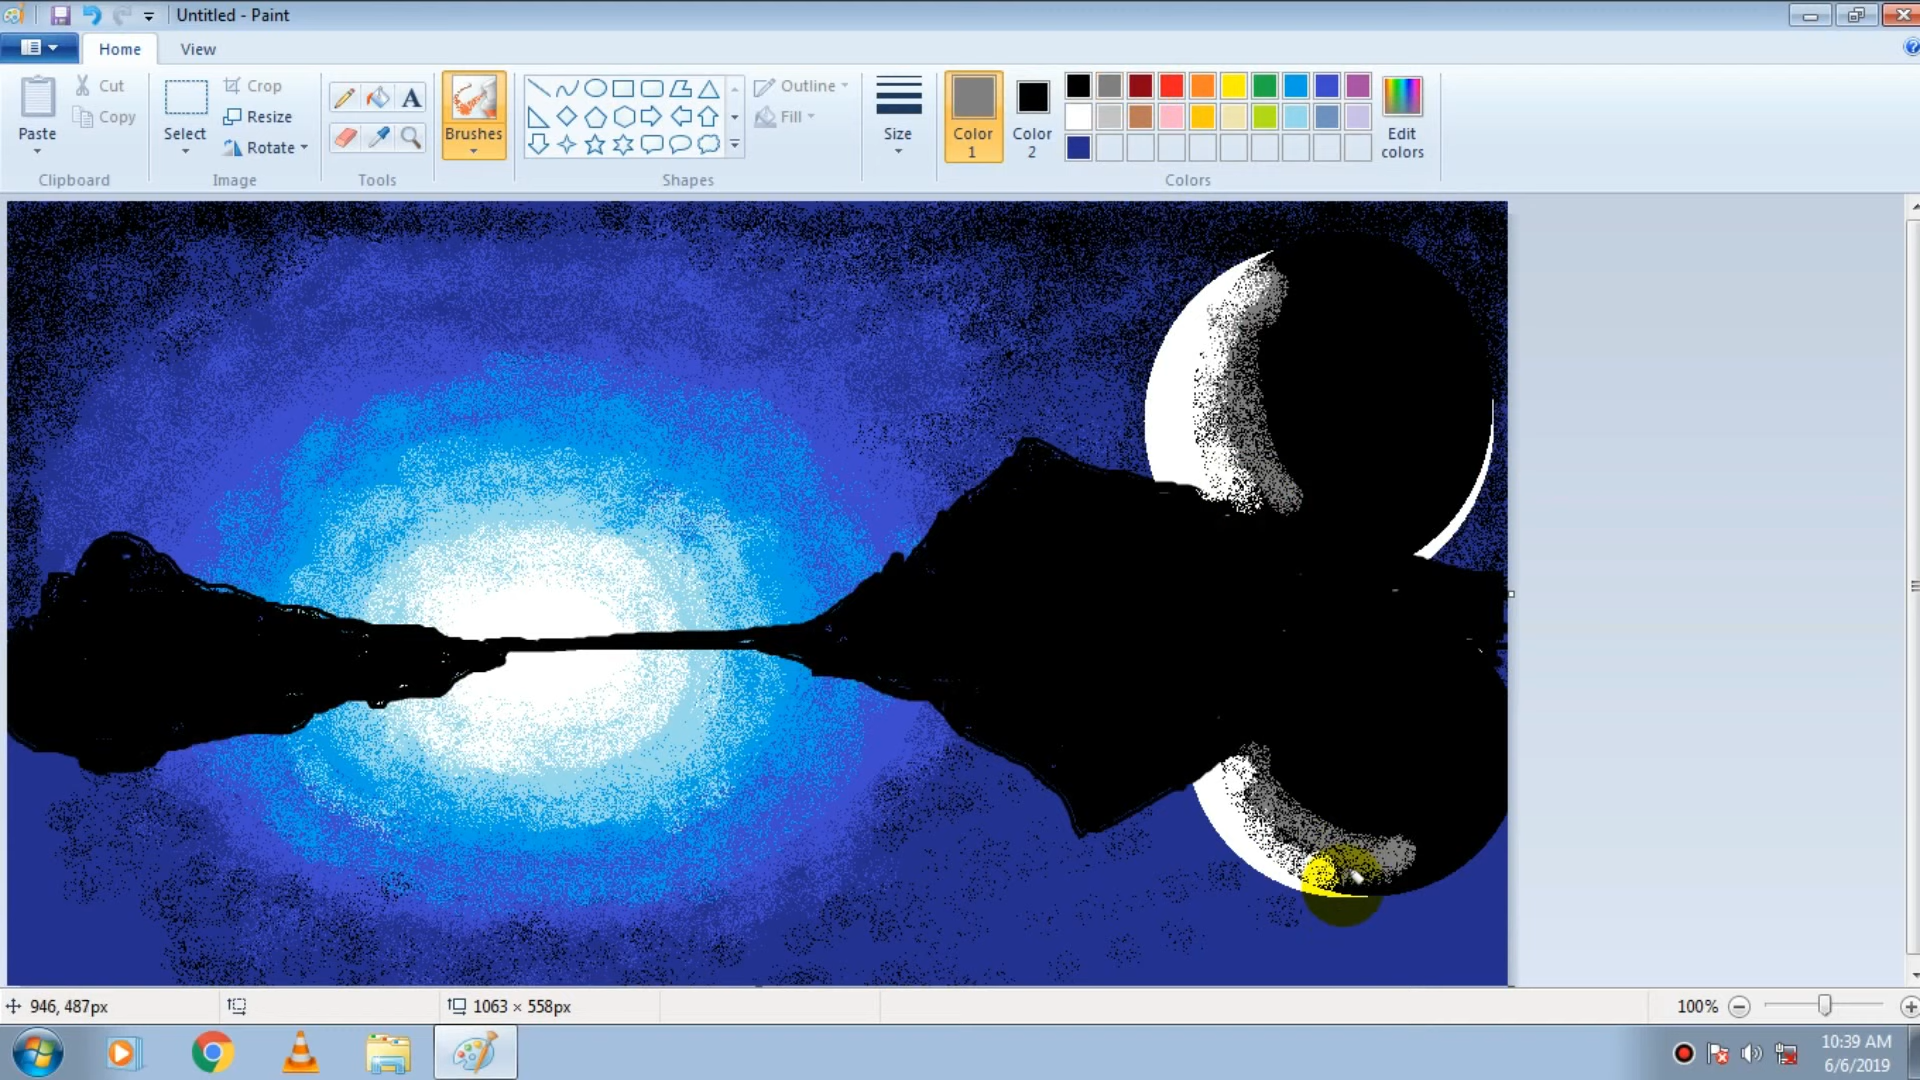 Untitled - Paint
Home
View
Paste
Cut
Copy
Clipboard
Select
Crop
Resize
Rotate
Image
A
Tools
Brushes
Outline
Fill
Shapes
Size
Color 1
Color 2
Edit colors
Colors
946, 487px
1063 × 558px
100%
10:39 AM
6/6/2019